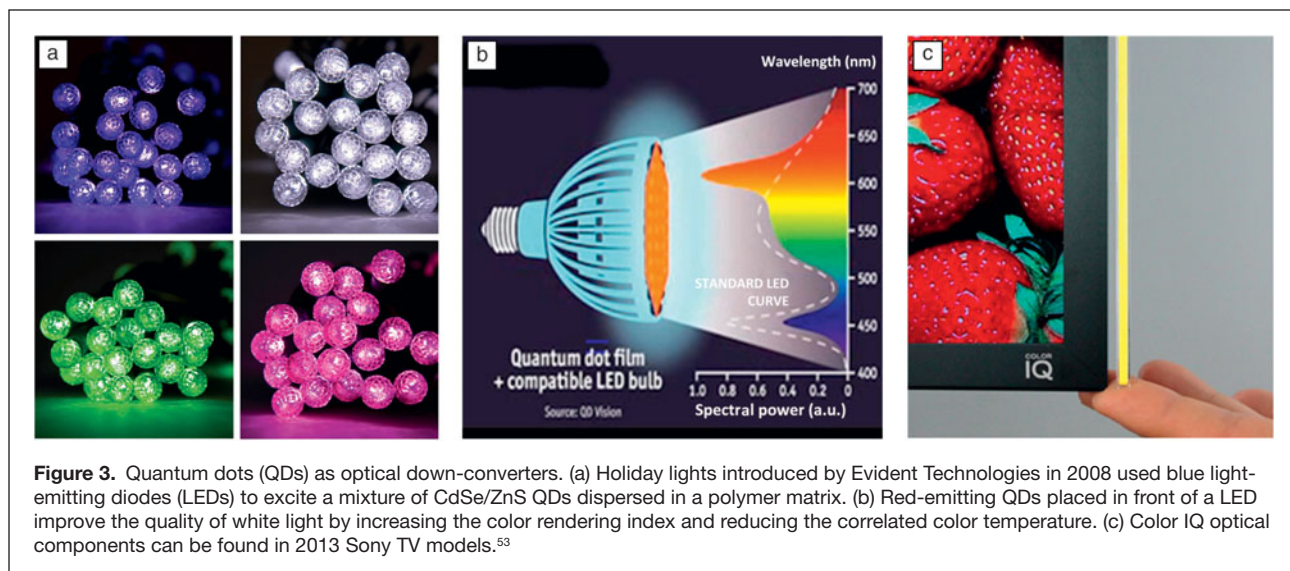 a
b
Wavelength (nm)
700
650
600
550
500
450
400
STANDARD LED
CURVE
Quantum dot film
+ compatible LED bulb
Source: QD Vision
1.0 0.8 0.6 0.4 0.2 0
Spectral power (a.u.)
c
COLOR
IQ
Figure 3. Quantum dots (QDs) as optical down-converters. (a) Holiday lights introduced by Evident Technologies in 2008 used blue light-
emitting diodes (LEDs) to excite a mixture of CdSe/ZnS QDs dispersed in a polymer matrix. (b) Red-emitting QDs placed in front of a LED
improve the quality of white light by increasing the color rendering index and reducing the correlated color temperature. (c) Color IQ optical
components can be found in 2013 Sony TV models.53